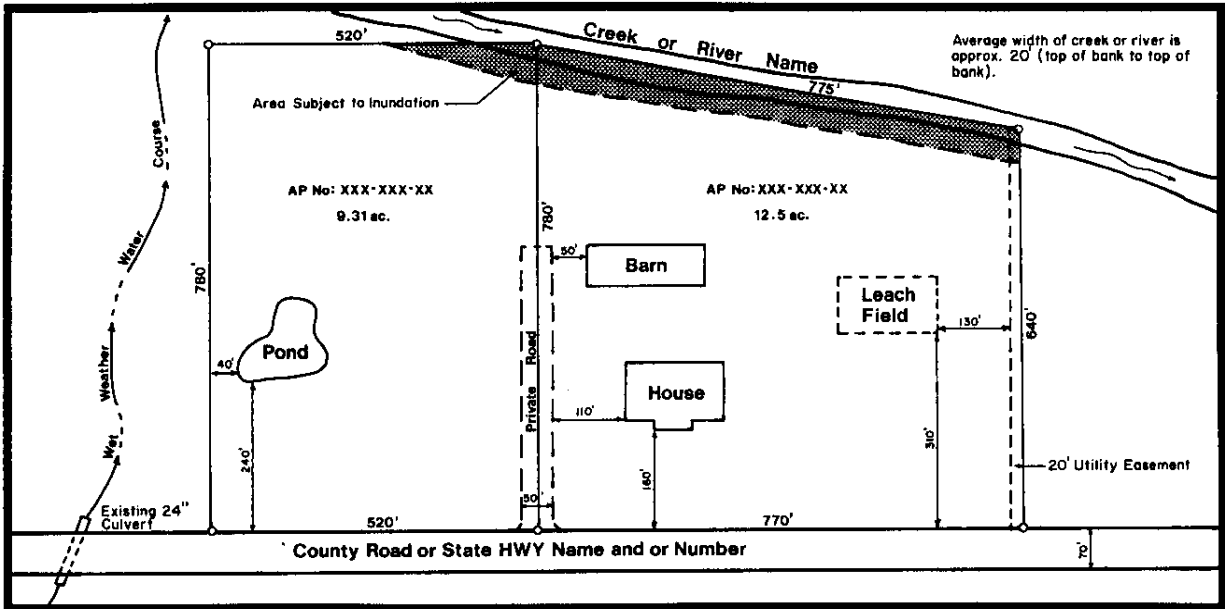 520'
Creek or River Name
Average width of creek or river is
approx. 20' (top of bank to top of
bank).
775'
Area Subject to Inundation
Wet Weather Water Course
AP No: XXX-XXX-XX
9.31 ac.
AP No: XXX-XXX-XX
12.5 ac.
780'
780'
50'
Barn
Leach
Field
130'
640'
Pond
40'
Private Road
House
110'
240'
160'
310'
20' Utility Easement
50'
Existing 24"
Culvert
520'
770'
County Road or State HWY Name and or Number
70'